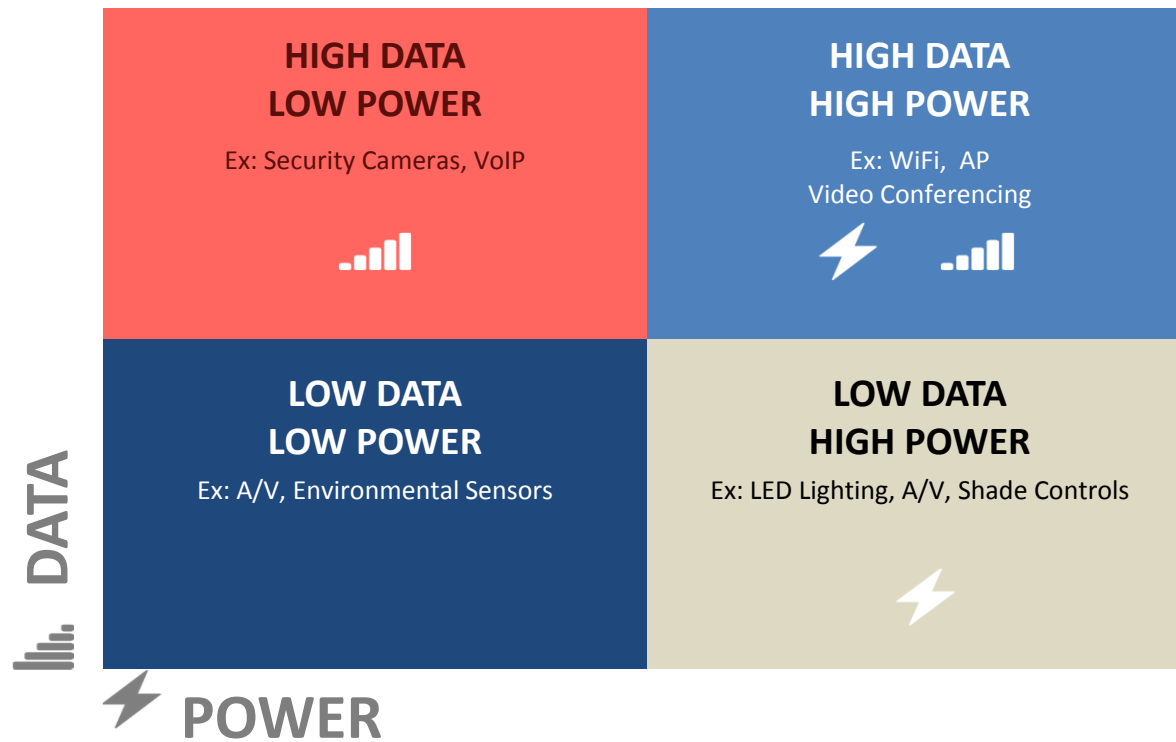 HIGH DATA
LOW POWER
Ex: Security Cameras, VoIP
HIGH DATA
HIGH POWER
Ex: WiFi, AP
Video Conferencing
LOW DATA
LOW POWER
Ex: A/V, Environmental Sensors
LOW DATA
HIGH POWER
Ex: LED Lighting, A/V, Shade Controls
DATA
POWER